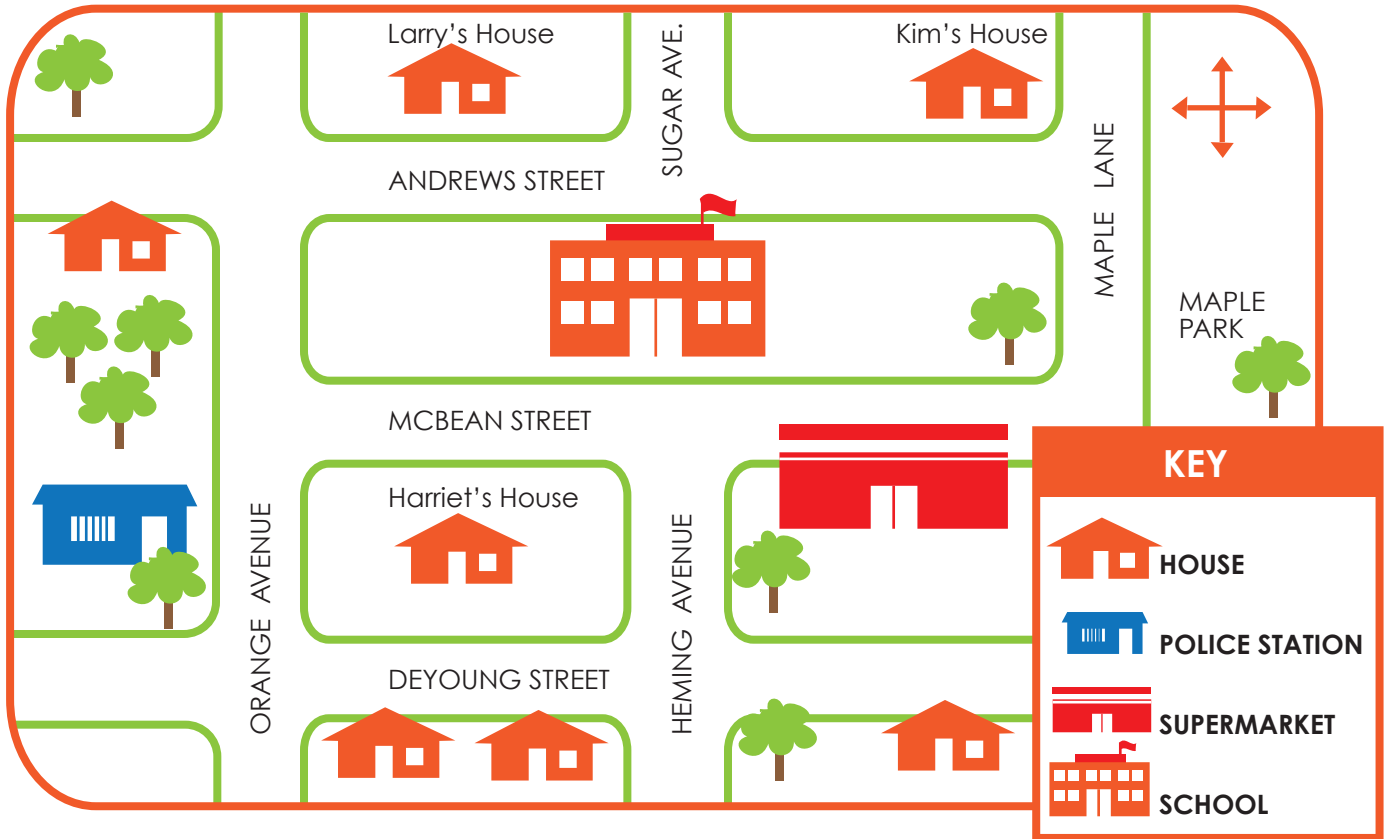 Larry's House
SUGAR AVE.
Kim's House
ANDREWS STREET
MAPLE LANE
MAPLE
PARK
MCBEAN STREET
Harriet's House
ORANGE AVENUE
HEMING AVENUE
DEYOUNG STREET
KEY
HOUSE
POLICE STATION
SUPERMARKET
SCHOOL